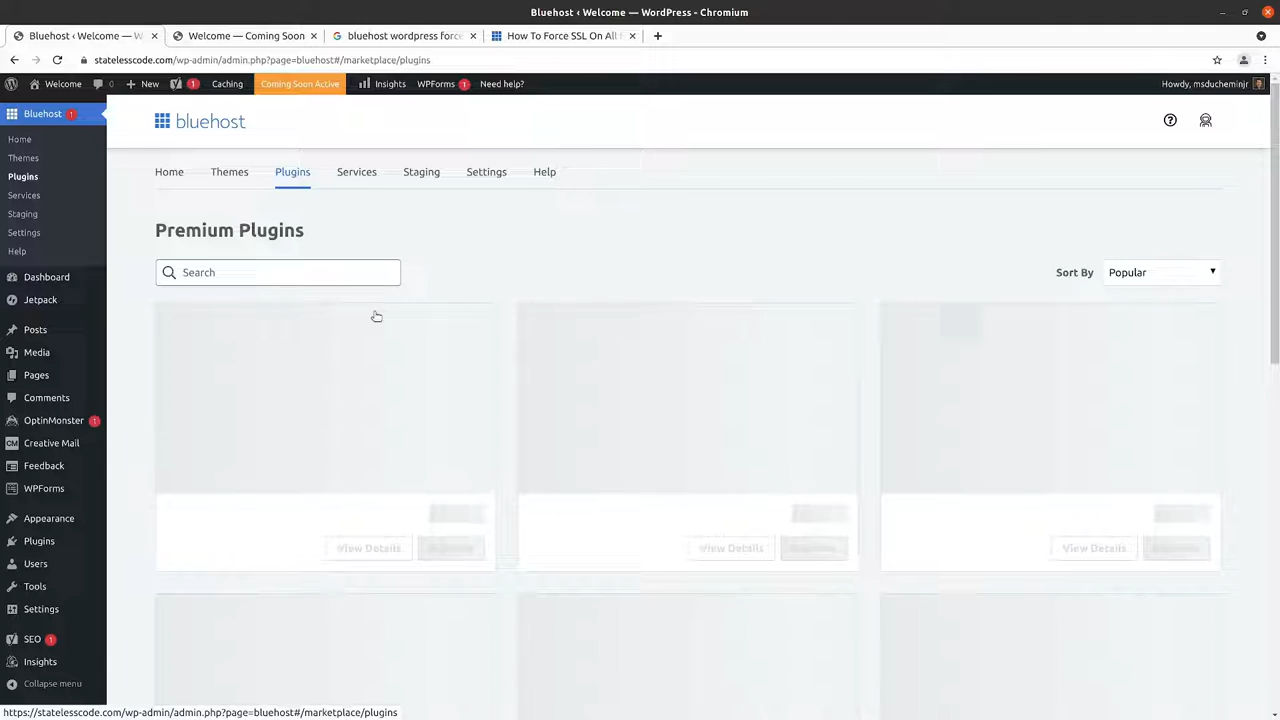 Bluehost ‹ Welcome — WordPress - Chromium
Bluehost ‹ Welcome — W
Welcome — Coming Soon
bluehost wordpress force
How To Force SSL On All
statelesscode.com/wp-admin/admin.php?page=bluehost#/marketplace/plugins
Welcome 0 New 1 Caching Coming Soon Active Insights WPForms 1 Need help? Howdy, msducheminjr
Bluehost 1
Home
Themes
Plugins
Services
Staging
Settings
Help
Dashboard
Jetpack
Posts
Media
Pages
Comments
OptinMonster 1
CM Creative Mail
Feedback
WPForms
Appearance
Plugins
Users
Tools
Settings
SEO 1
Insights
Collapse menu
bluehost
Home Themes Plugins Services Staging Settings Help
Premium Plugins
Search
Sort By Popular
View Details
View Details
View Details
https://statelesscode.com/wp-admin/admin.php?page=bluehost#/marketplace/plugins